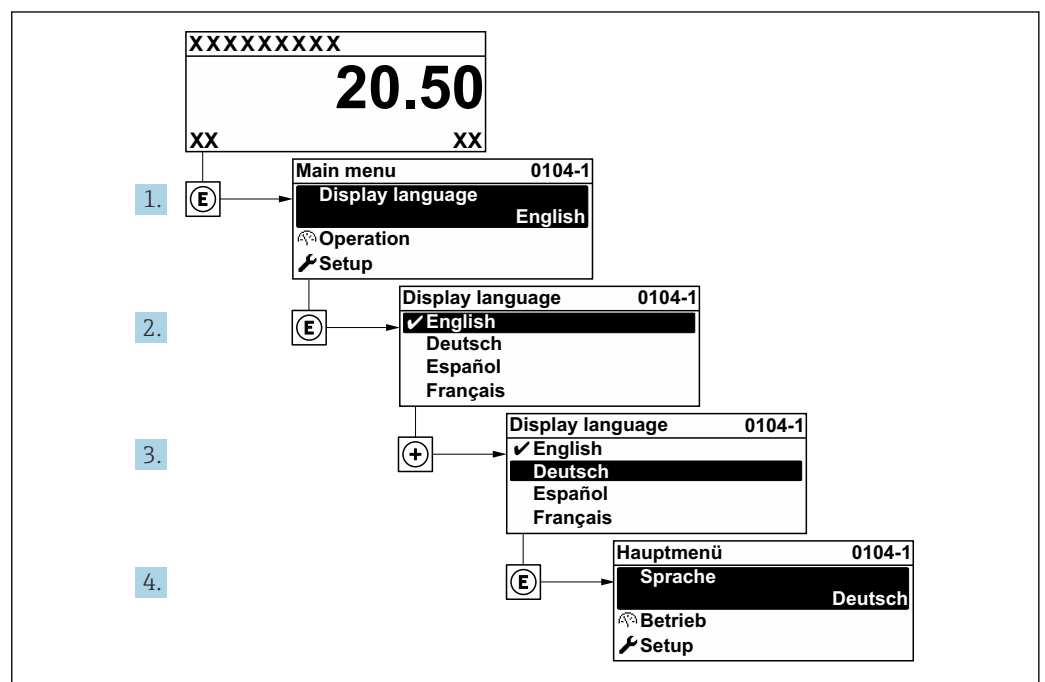 XXXXXXXXX
20.50
XX XX
1. E
Main menu 0104-1
Display language
English
Operation
Setup
2. E
Display language 0104-1
✔English
Deutsch
Español
Français
3. +
Display language 0104-1
✔English
Deutsch
Español
Français
4. E
Hauptmenü 0104-1
Sprache
Deutsch
Betrieb
Setup